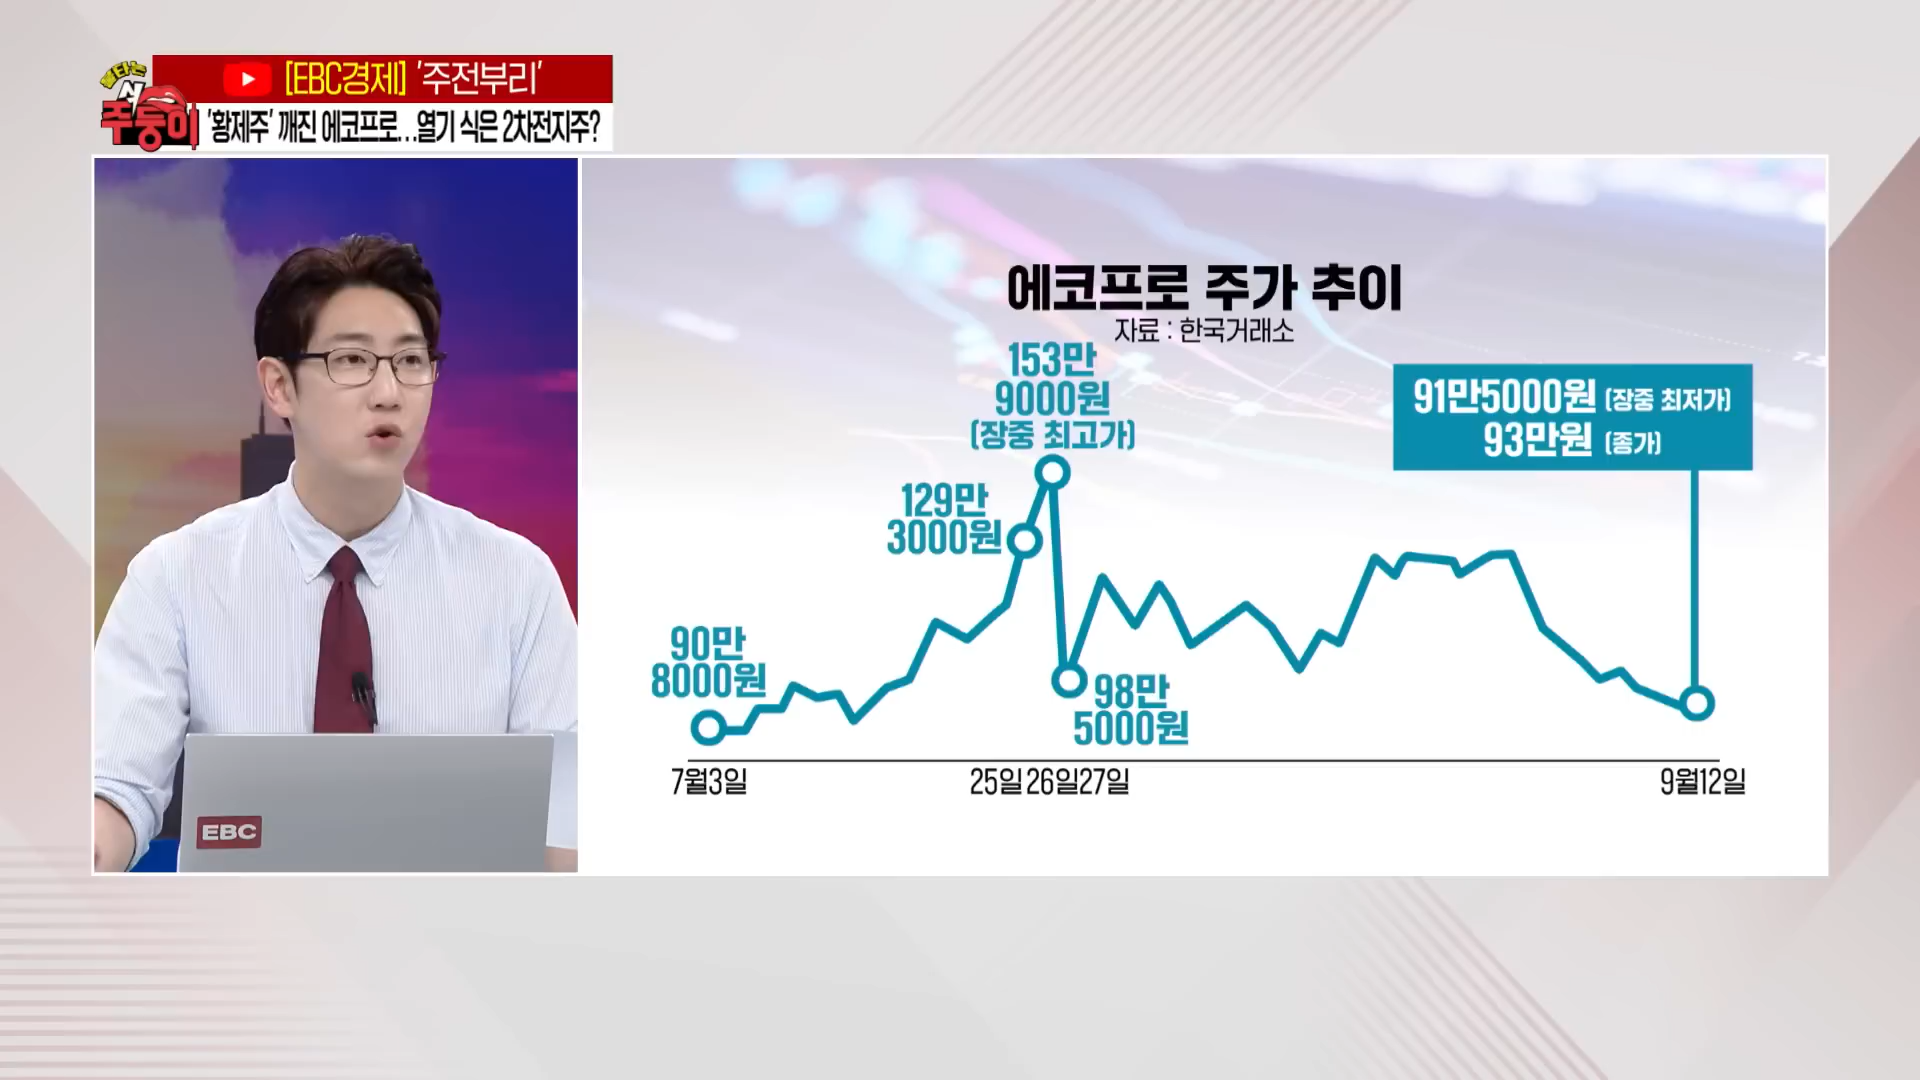 불타는
주둥이
[EBC경제] '주전부리'
'황제주' 깨진 에코프로…열기 식은 2차전지주?
에코프로 주가 추이
자료 : 한국거래소
153만
9000원
(장중 최고가)
129만
3000원
90만
8000원
98만
5000원
91만5000원 (장중 최저가)
93만원 (종가)
7월3일
25일
26일
27일
9월12일
EBC